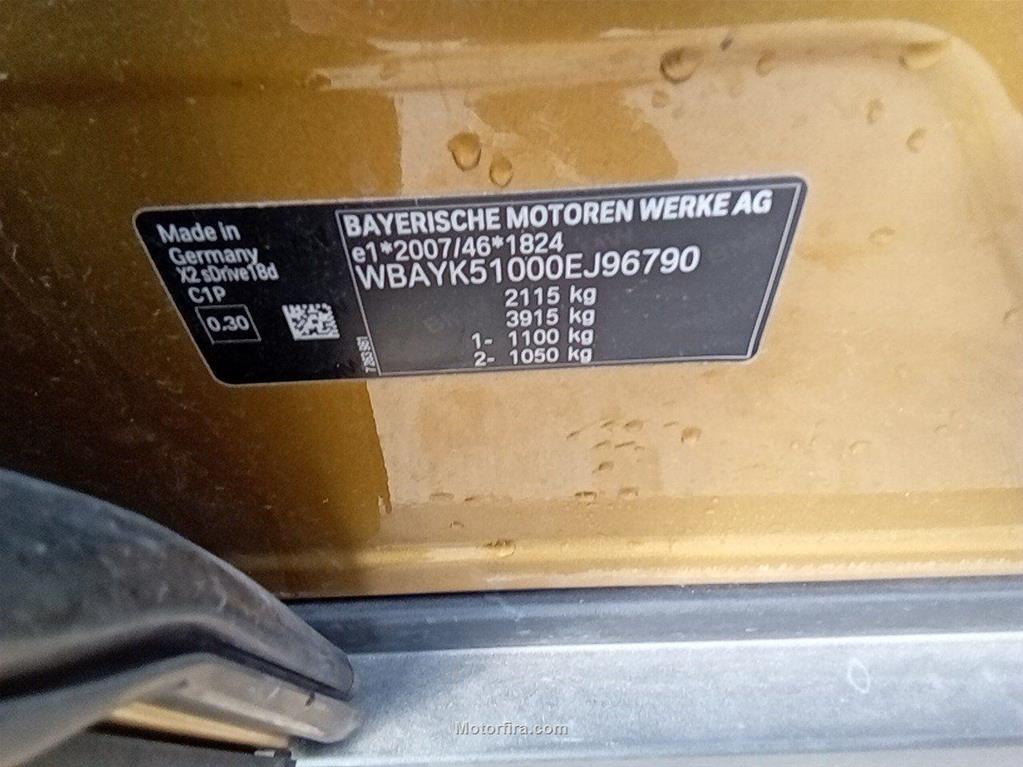 Made in
Germany
X2 sDrive18d
C1P
0.30
BAYERISCHE MOTOREN WERKE AG
e1*2007/46*1824
WBAYK51000EJ96790
2115 kg
3915 kg
1- 1100 kg
2- 1050 kg
Motorfira.com